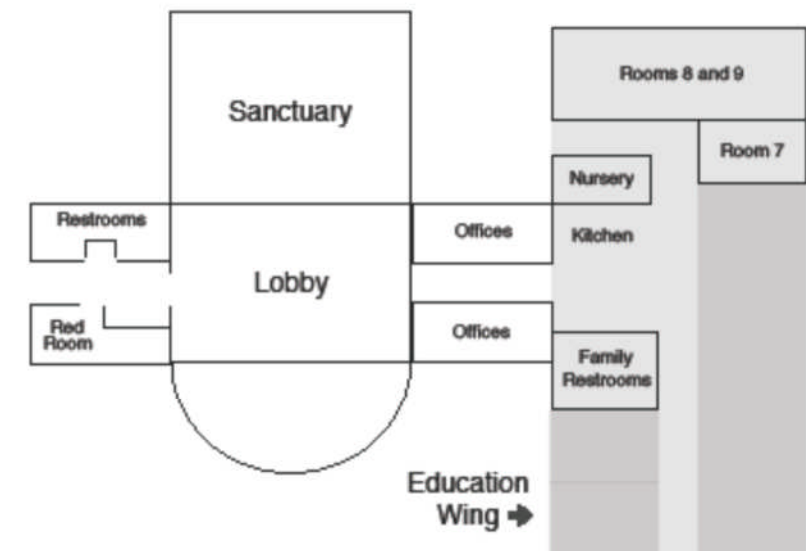 Rooms 8 and 9
Sanctuary
Room 7
Nursery
Restrooms
Offices
Kitchen
Lobby
Red
Room
Offices
Family
Restrooms
Education
Wing